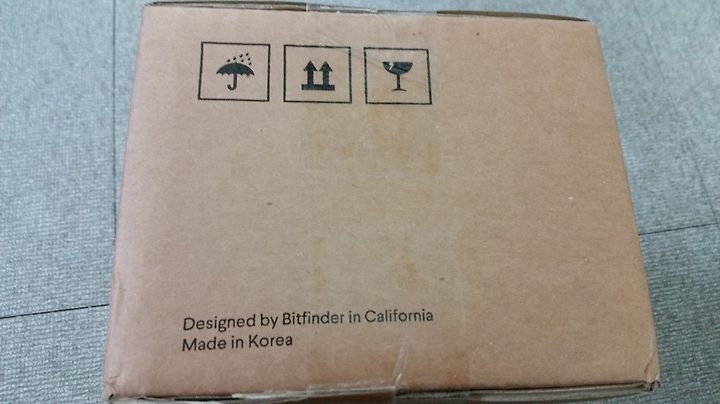 Designed by Bitfinder in California
Made in Korea